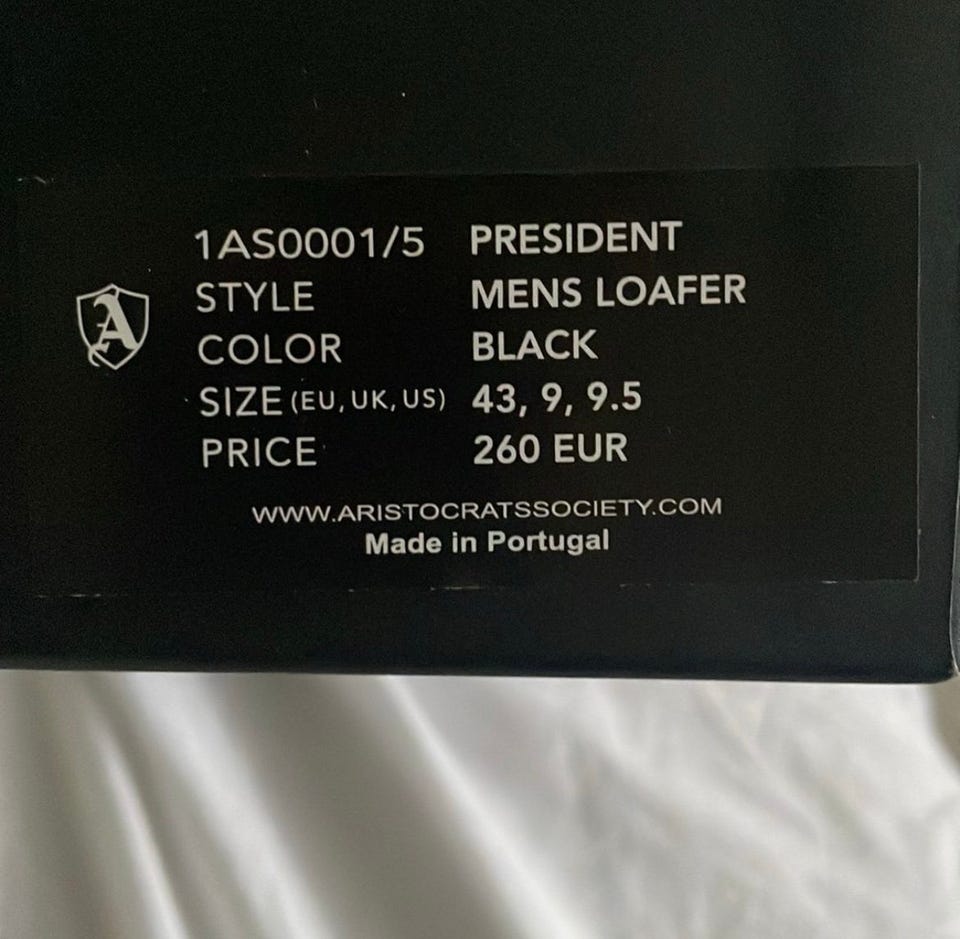 1AS0001/5 PRESIDENT
STYLE MENS LOAFER
COLOR BLACK
SIZE (EU, UK, US) 43, 9, 9.5
PRICE 260 EUR
A
WWW.ARISTOCRATSSOCIETY.COM
Made in Portugal